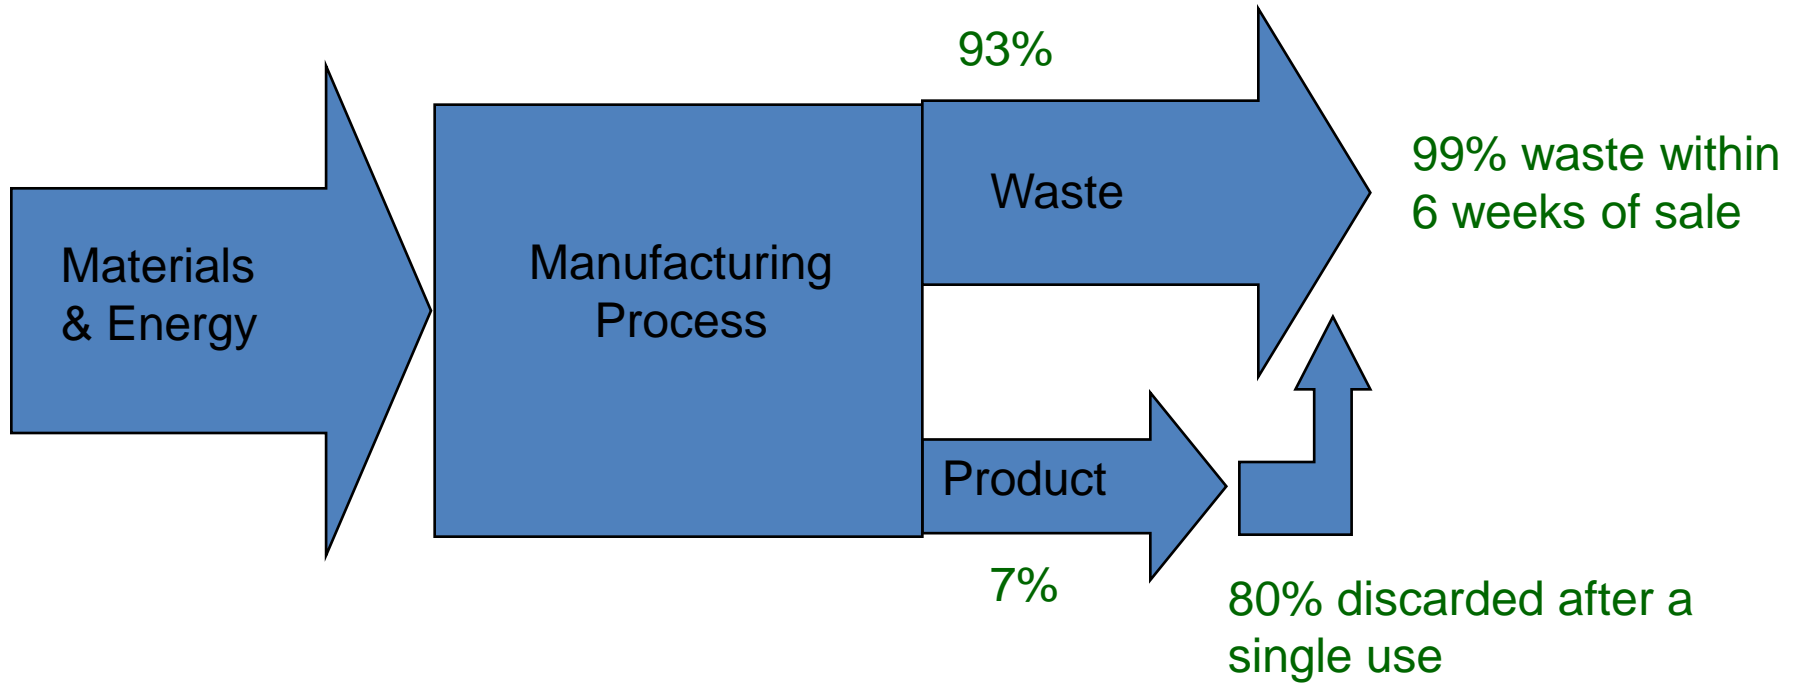 Materials
& Energy
Manufacturing
Process
93%
Waste
99% waste within
6 weeks of sale
Product
7%
80% discarded after a
single use